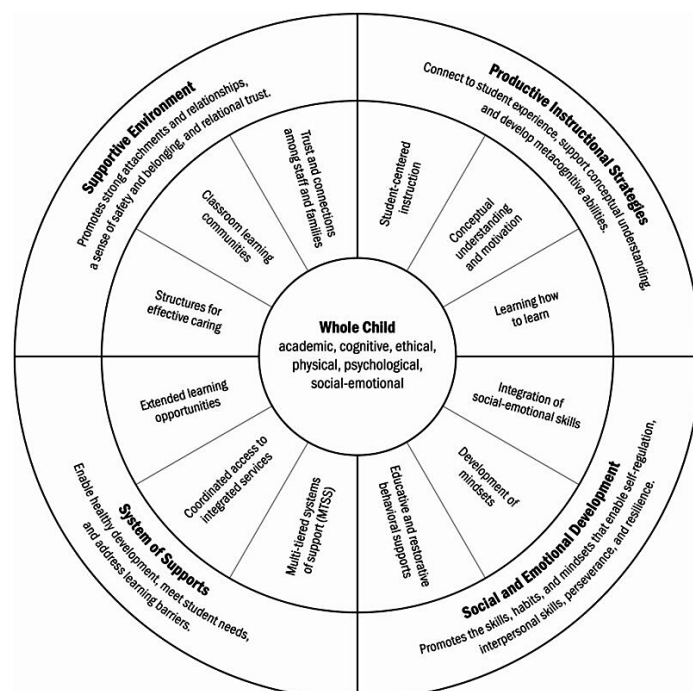 Supportive Environment
Promotes strong attachments and relationships,
a sense of safety and belonging, and relational trust.
Productive Instructional Strategies
Connect to student experience, support conceptual understanding,
and develop metacognitive abilities.
Trust and connections
among staff and families
Classroom learning
communities
Structures for
effective caring
Student-centered
instruction
Conceptual
understanding
and motivation
Learning how
to learn
Whole Child
academic, cognitive, ethical,
physical, psychological,
social-emotional
Extended learning
opportunities
Coordinated access to
integrated services
Multi-tiered systems
of support (MTSS)
Integration of
social-emotional skills
Development of
mindsets
Educative and restorative
behavioral supports
System of Supports
Enable healthy development, meet student needs,
and address learning barriers.
Social and Emotional Development
Promotes the skills, habits, and mindsets that enable self-regulation,
interpersonal skills, perseverance, and resilience.